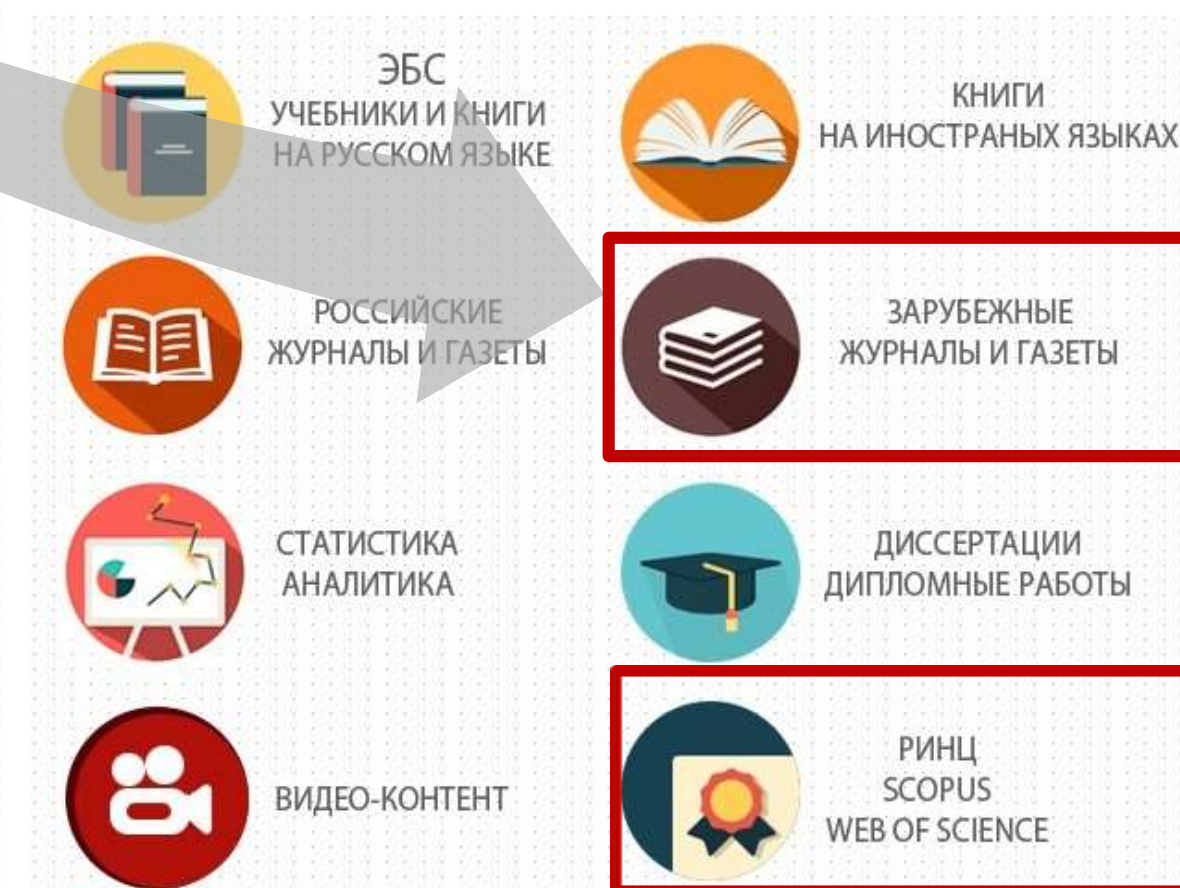 ЭБС
УЧЕБНИКИ И КНИГИ
НА РУССКОМ ЯЗЫКЕ
КНИГИ
НА ИНОСТРАНЫХ ЯЗЫКАХ
РОССИЙСКИЕ
ЖУРНАЛЫ И ГАЗЕТЫ
ЗАРУБЕЖНЫЕ
ЖУРНАЛЫ И ГАЗЕТЫ
СТАТИСТИКА
АНАЛИТИКА
ДИССЕРТАЦИИ
ДИПЛОМНЫЕ РАБОТЫ
ВИДЕО-КОНТЕНТ
РИНЦ
SCOPUS
WEB OF SCIENCE